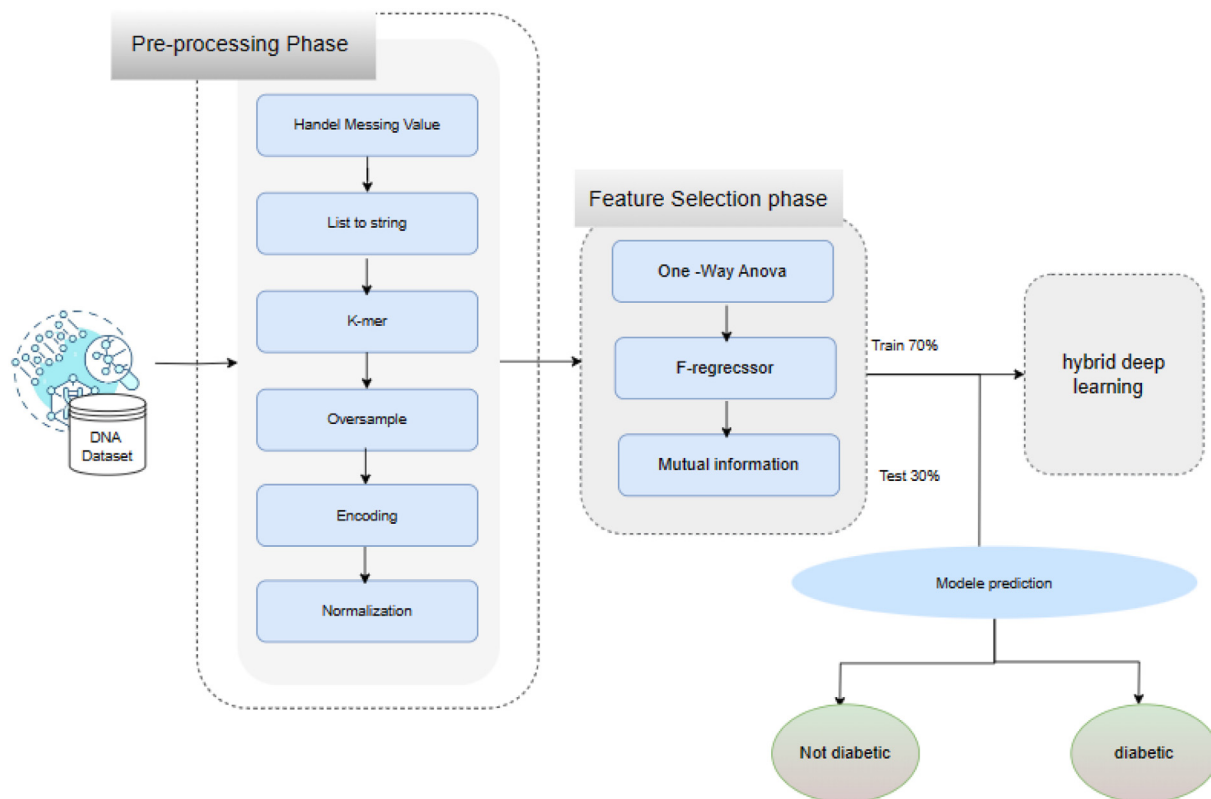 Pre-processing Phase
Handel Messing Value
List to string
K-mer
Oversample
Encoding
Normalization
DNA
Dataset
Feature Selection phase
One -Way Anova
F-regrecssor
Mutual information
Train 70%
Test 30%
hybrid deep
learning
Modele prediction
Not diabetic
diabetic